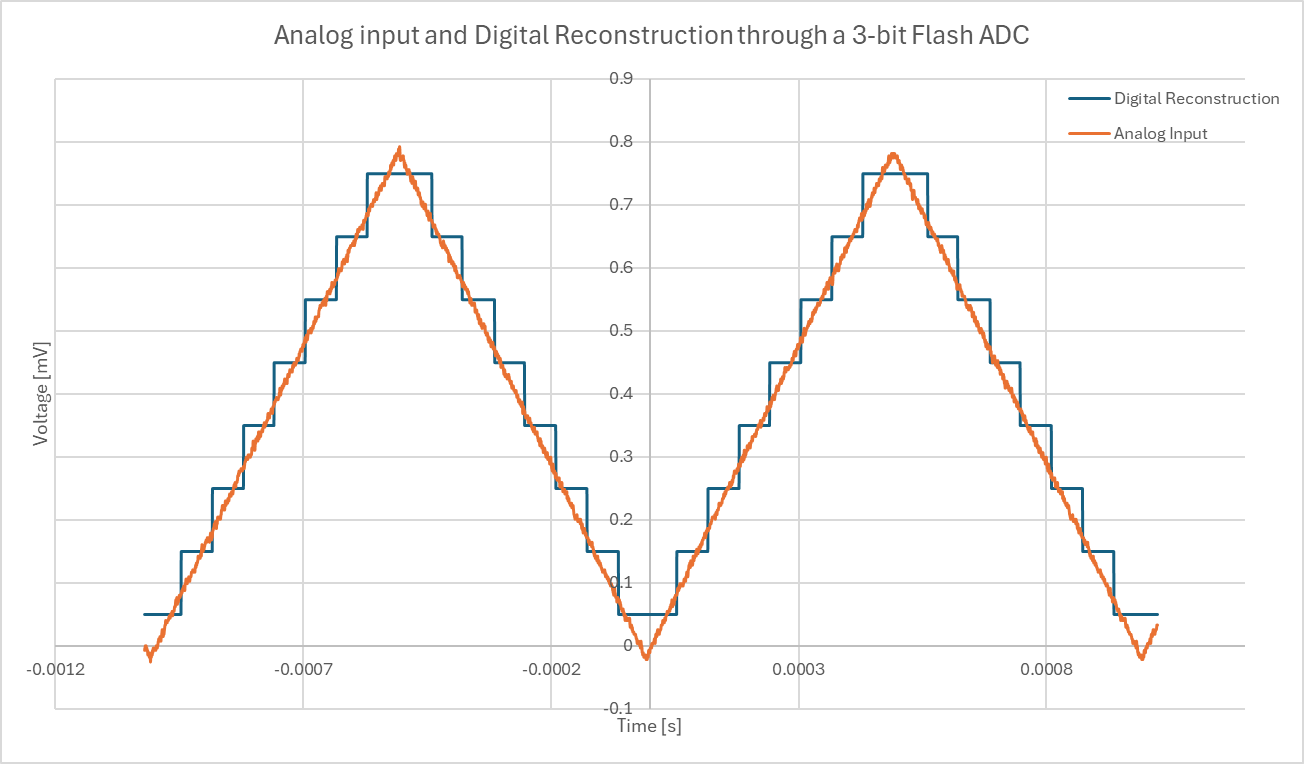 Analog input and Digital Reconstruction through a 3-bit Flash ADC
0.9
Digital Reconstruction
Analog Input
0.8
0.7
0.6
0.5
0.4
0.3
0.2
0.1
0
-0.1
Voltage [mV]
-0.0012 -0.0007 -0.0002 0.0003 0.0008
Time [s]